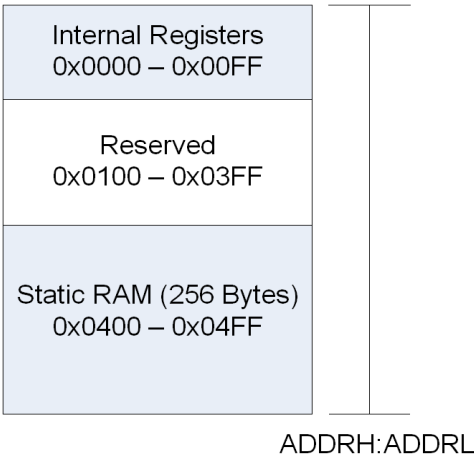 Internal Registers
0x0000 – 0x00FF
Reserved
0x0100 – 0x03FF
Static RAM (256 Bytes)
0x0400 – 0x04FF
ADDRH:ADDRL